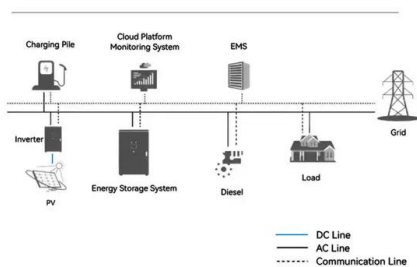 Charging Pile
Cloud Platform
Monitoring System
EMS
Grid
Inverter
PV
Energy Storage System
Diesel
Load
DC Line
AC Line
Communication Line